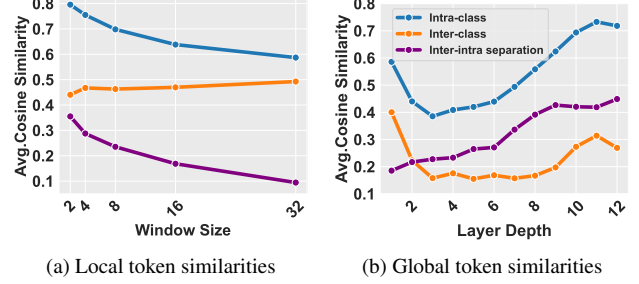 0.8
0.7
0.6
0.5
0.4
0.3
0.2
0.1
Avg.Cosine Similarity
2 4 8 16 32
Window Size
(a) Local token similarities
0.8
0.7
0.6
0.5
0.4
0.3
0.2
0.1
Avg.Cosine Similarity
Intra-class
Inter-class
Inter-intra separation
2 4 6 8 10 12
Layer Depth
(b) Global token similarities